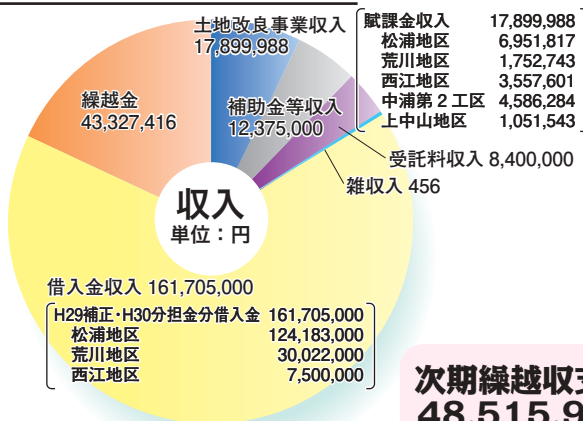 土地改良事業収入
17,899,988
賦課金収入 17,899,988
松浦地区 6,951,817
荒川地区 1,752,743
西江地区 3,557,601
中浦第2工区 4,586,284
上中山地区 1,051,543
繰越金
43,327,416
補助金等収入
12,375,000
受託料収入 8,400,000
雑収入 456
収入
単位:円
借入金収入 161,705,000
H29補正・H30分担金分借入金 161,705,000
松浦地区 124,183,000
荒川地区 30,022,000
西江地区 7,500,000
次期繰越収支
48,515,9